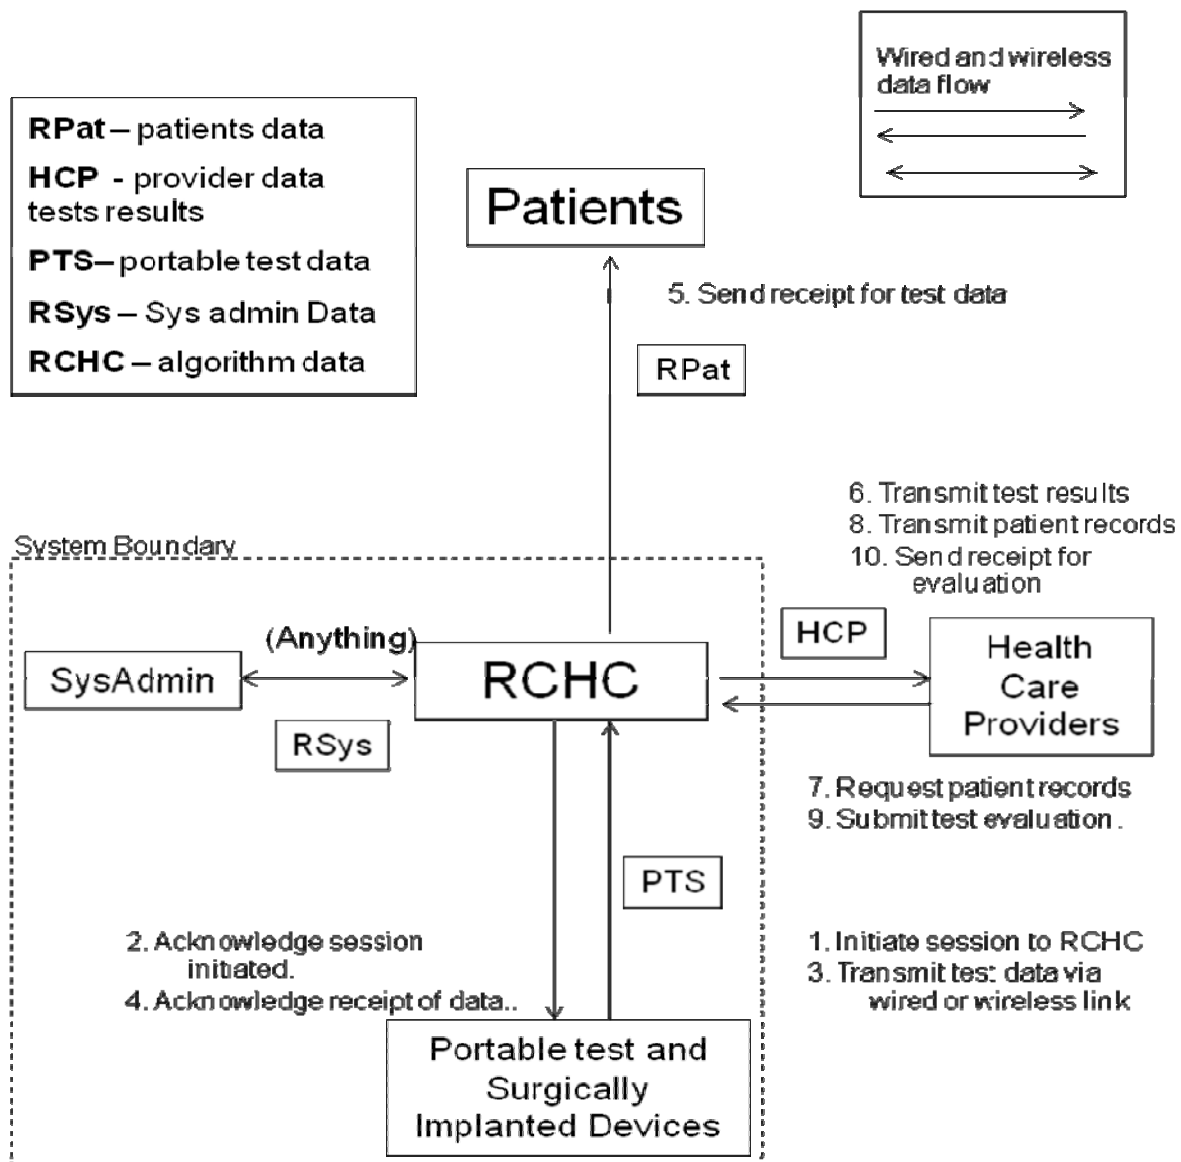 Wired and wireless
data flow
RPat – patients data
HCP - provider data
tests results
PTS– portable test data
RSys – Sys admin Data
RCHC – algorithm data
Patients
5. Send receipt for test data
RPat
6. Transmit test results
8. Transmit patient records
10. Send receipt for
evaluation
System Boundary
(Anything)
HCP
SysAdmin
RCHC
Health
Care
Providers
RSys
7. Request patient records
9. Submit test evaluation .
PTS
2. Acknowledge session
initiated.
4. Acknowledge receipt of data..
1. Initiate session to RCHC
3. Transmit test data via
wired or wireless link
Portable test and
Surgically
Implanted Devices